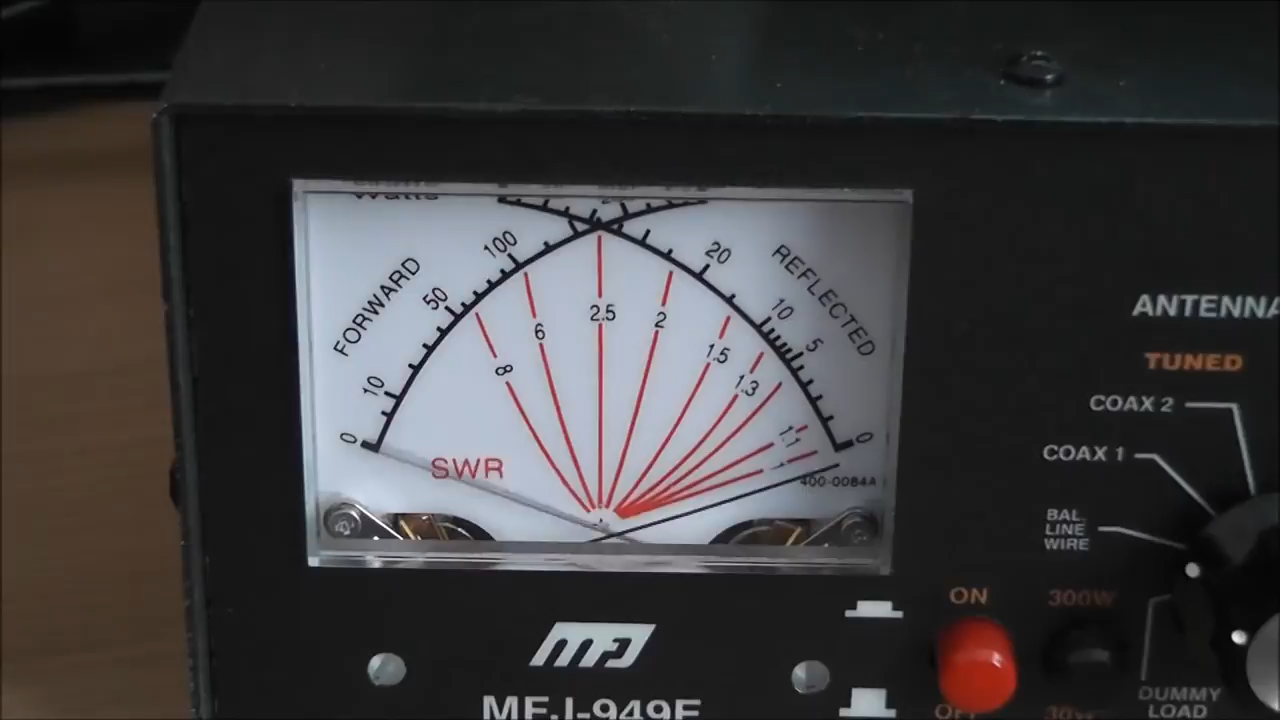 Watts
FORWARD
REFLECTED
0
10
50
100
20
10
5
0
8
6
2.5
2
1.5
1.3
1.1
1
SWR
400-0084A
MFJ
MFJ-949E
ANTENNA
TUNED
COAX 2
COAX 1
BAL.
LINE
WIRE
DUMMY
LOAD
ON
300W
OFF
30W